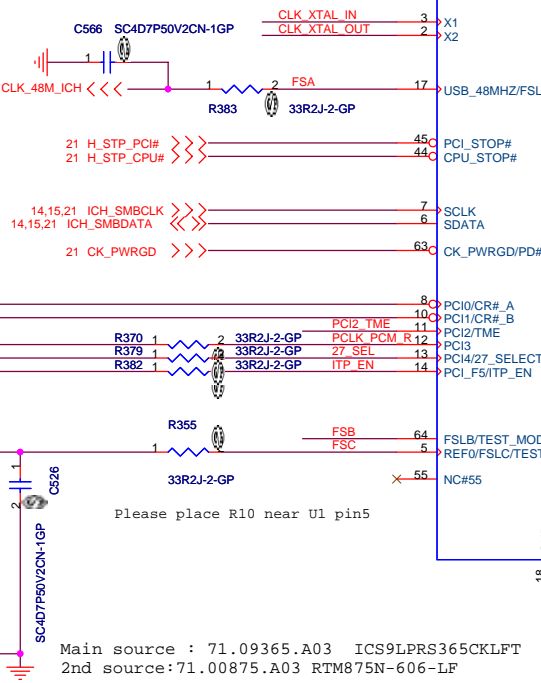 CLK_XTAL_IN 3 X1
C566 SC4D7P50V2CN-1GP CLK_XTAL_OUT 2 X2
1 2
CLK_48M_ICH 1 2 FSA 17 USB_48MHZ/FSL
R383 33R2J-2-GP
21 H_STP_PCI# 45 PCI_STOP#
21 H_STP_CPU# 44 CPU_STOP#
14,15,21 ICH_SMBCLK 7 SCLK
14,15,21 ICH_SMBDATA 6 SDATA
21 CK_PWRGD 63 CK_PWRGD/PD#
8 PCI0/CR#_A
10 PCI1/CR#_B
PCI2_TME 11 PCI2/TME
R370 1 2 33R2J-2-GP PCLK_PCM_R 12 PCI3
R379 1 2 33R2J-2-GP 27_SEL 13 PCI4/27_SELECT
R382 1 2 33R2J-2-GP ITP_EN 14 PCI_F5/ITP_EN
R355
FSB 64 FSLB/TEST_MOD
1 2 FSC 5 REF0/FSLC/TEST
33R2J-2-GP
55 NC#55
1 2 C526
SC4D7P50V2CN-1GP
Please place R10 near U1 pin5
18
Main source : 71.09365.A03 ICS9LPRS365CKLFT
2nd source:71.00875.A03 RTM875N-606-LF